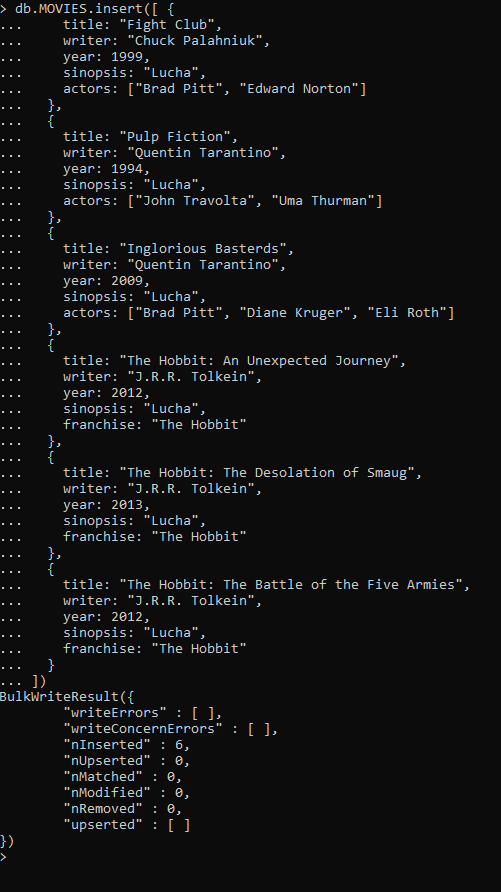 > db.MOVIES.insert([ {
...     title: "Fight Club",
...     writer: "Chuck Palahniuk",
...     year: 1999,
...     sinopsis: "Lucha",
...     actors: ["Brad Pitt", "Edward Norton"]
...   },
...   {
...     title: "Pulp Fiction",
...     writer: "Quentin Tarantino",
...     year: 1994,
...     sinopsis: "Lucha",
...     actors: ["John Travolta", "Uma Thurman"]
...   },
...   {
...     title: "Inglorious Basterds",
...     writer: "Quentin Tarantino",
...     year: 2009,
...     sinopsis: "Lucha",
...     actors: ["Brad Pitt", "Diane Kruger", "Eli Roth"]
...   },
...   {
...     title: "The Hobbit: An Unexpected Journey",
...     writer: "J.R.R. Tolkein",
...     year: 2012,
...     sinopsis: "Lucha",
...     franchise: "The Hobbit"
...   },
...   {
...     title: "The Hobbit: The Desolation of Smaug",
...     writer: "J.R.R. Tolkein",
...     year: 2013,
...     sinopsis: "Lucha",
...     franchise: "The Hobbit"
...   },
...   {
...     title: "The Hobbit: The Battle of the Five Armies",
...     writer: "J.R.R. Tolkein",
...     year: 2012,
...     sinopsis: "Lucha",
...     franchise: "The Hobbit"
...   }
... ])
BulkWriteResult({
        "writeErrors" : [ ],
        "writeConcernErrors" : [ ],
        "nInserted" : 6,
        "nUpserted" : 0,
        "nMatched" : 0,
        "nModified" : 0,
        "nRemoved" : 0,
        "upserted" : [ ]
})
>